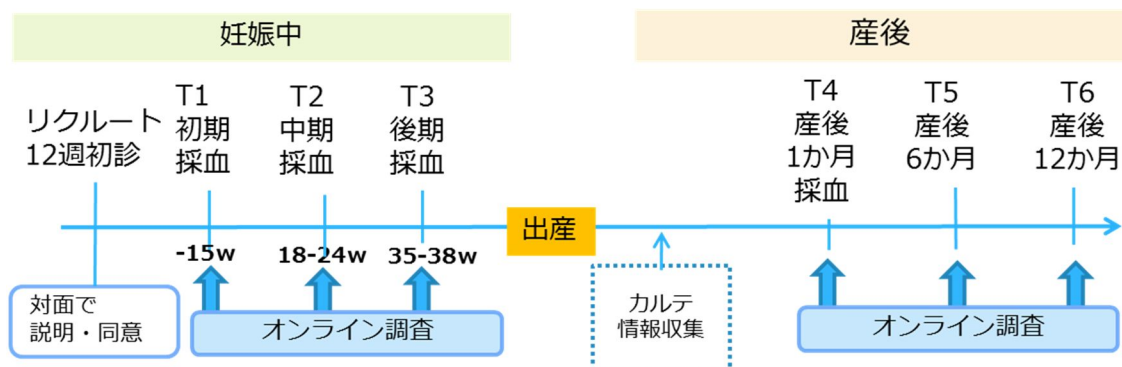 妊娠中
産後
リクルート
12週初診
T1
初期
採血
T2
中期
採血
T3
後期
採血
T4
産後
1か月
採血
T5
産後
6か月
T6
産後
12か月
出産
-15w
18-24w
35-38w
対面で
説明・同意
オンライン調査
カルテ
情報収集
オンライン調査